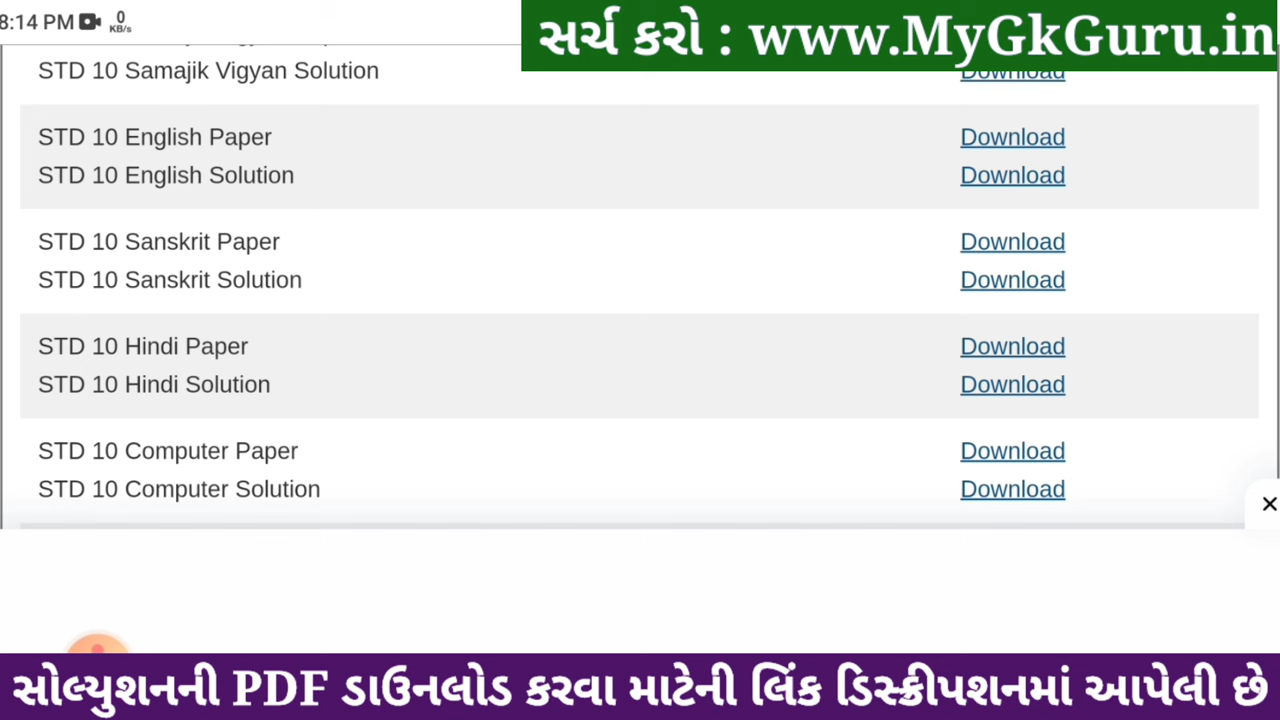 8:14 PM 0 KB/s
સર્ચ કરો : www.MyGkGuru.in
STD 10 Samajik Vigyan Solution Download
STD 10 English Paper Download
STD 10 English Solution Download
STD 10 Sanskrit Paper Download
STD 10 Sanskrit Solution Download
STD 10 Hindi Paper Download
STD 10 Hindi Solution Download
STD 10 Computer Paper Download
STD 10 Computer Solution Download
સોલ્યુશનની PDF ડાઉનલોડ કરવા માટેની લિંક ડિસ્ક્રીપશનમાં આપેલી છે